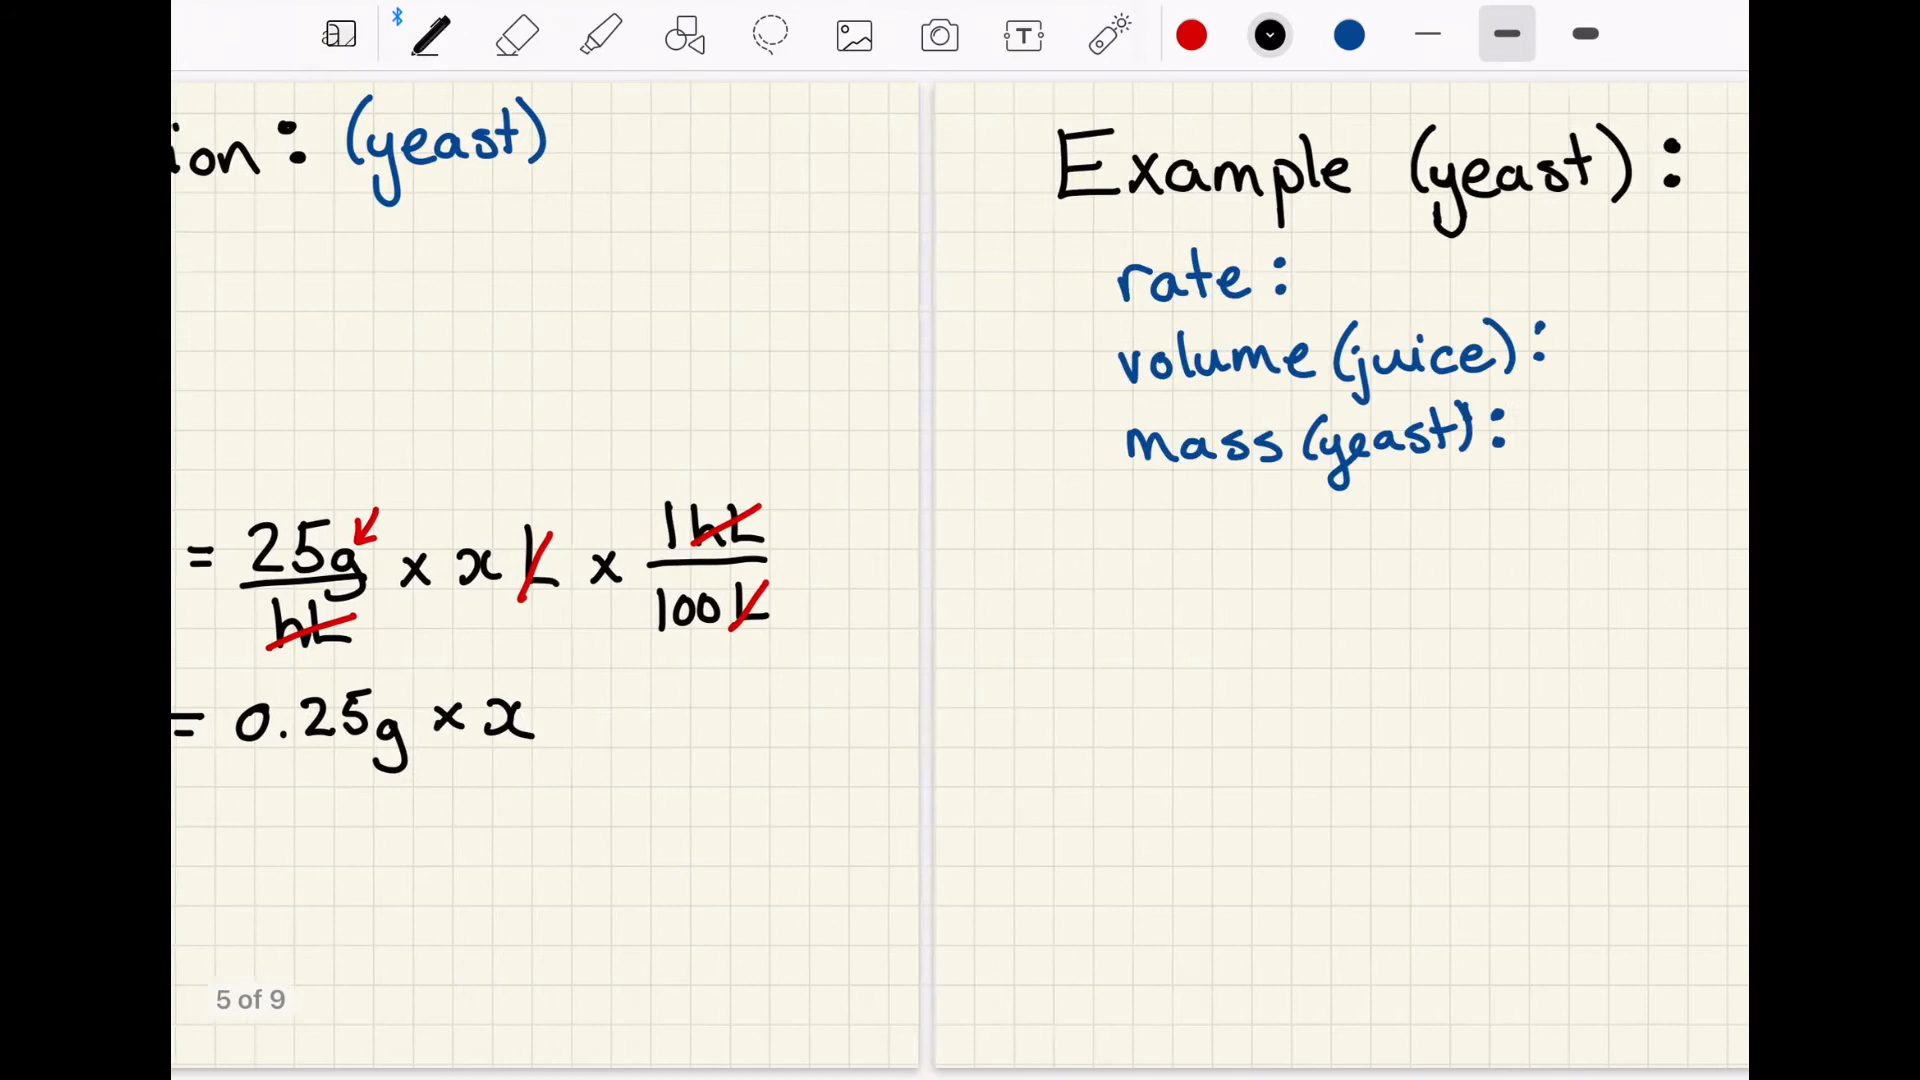 ion: (yeast)
= 25g/hL × x L × 1hL/100L
= 0.25g × x
5 of 9
Example (yeast):
rate:
volume (juice):
mass (yeast):
T